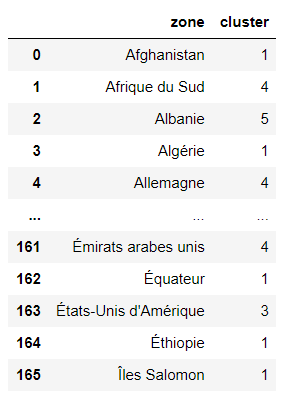 zone cluster
0 Afghanistan 1
1 Afrique du Sud 4
2 Albanie 5
3 Algérie 1
4 Allemagne 4
... ... ...
161 Émirats arabes unis 4
162 Équateur 1
163 États-Unis d'Amérique 3
164 Éthiopie 1
165 Îles Salomon 1